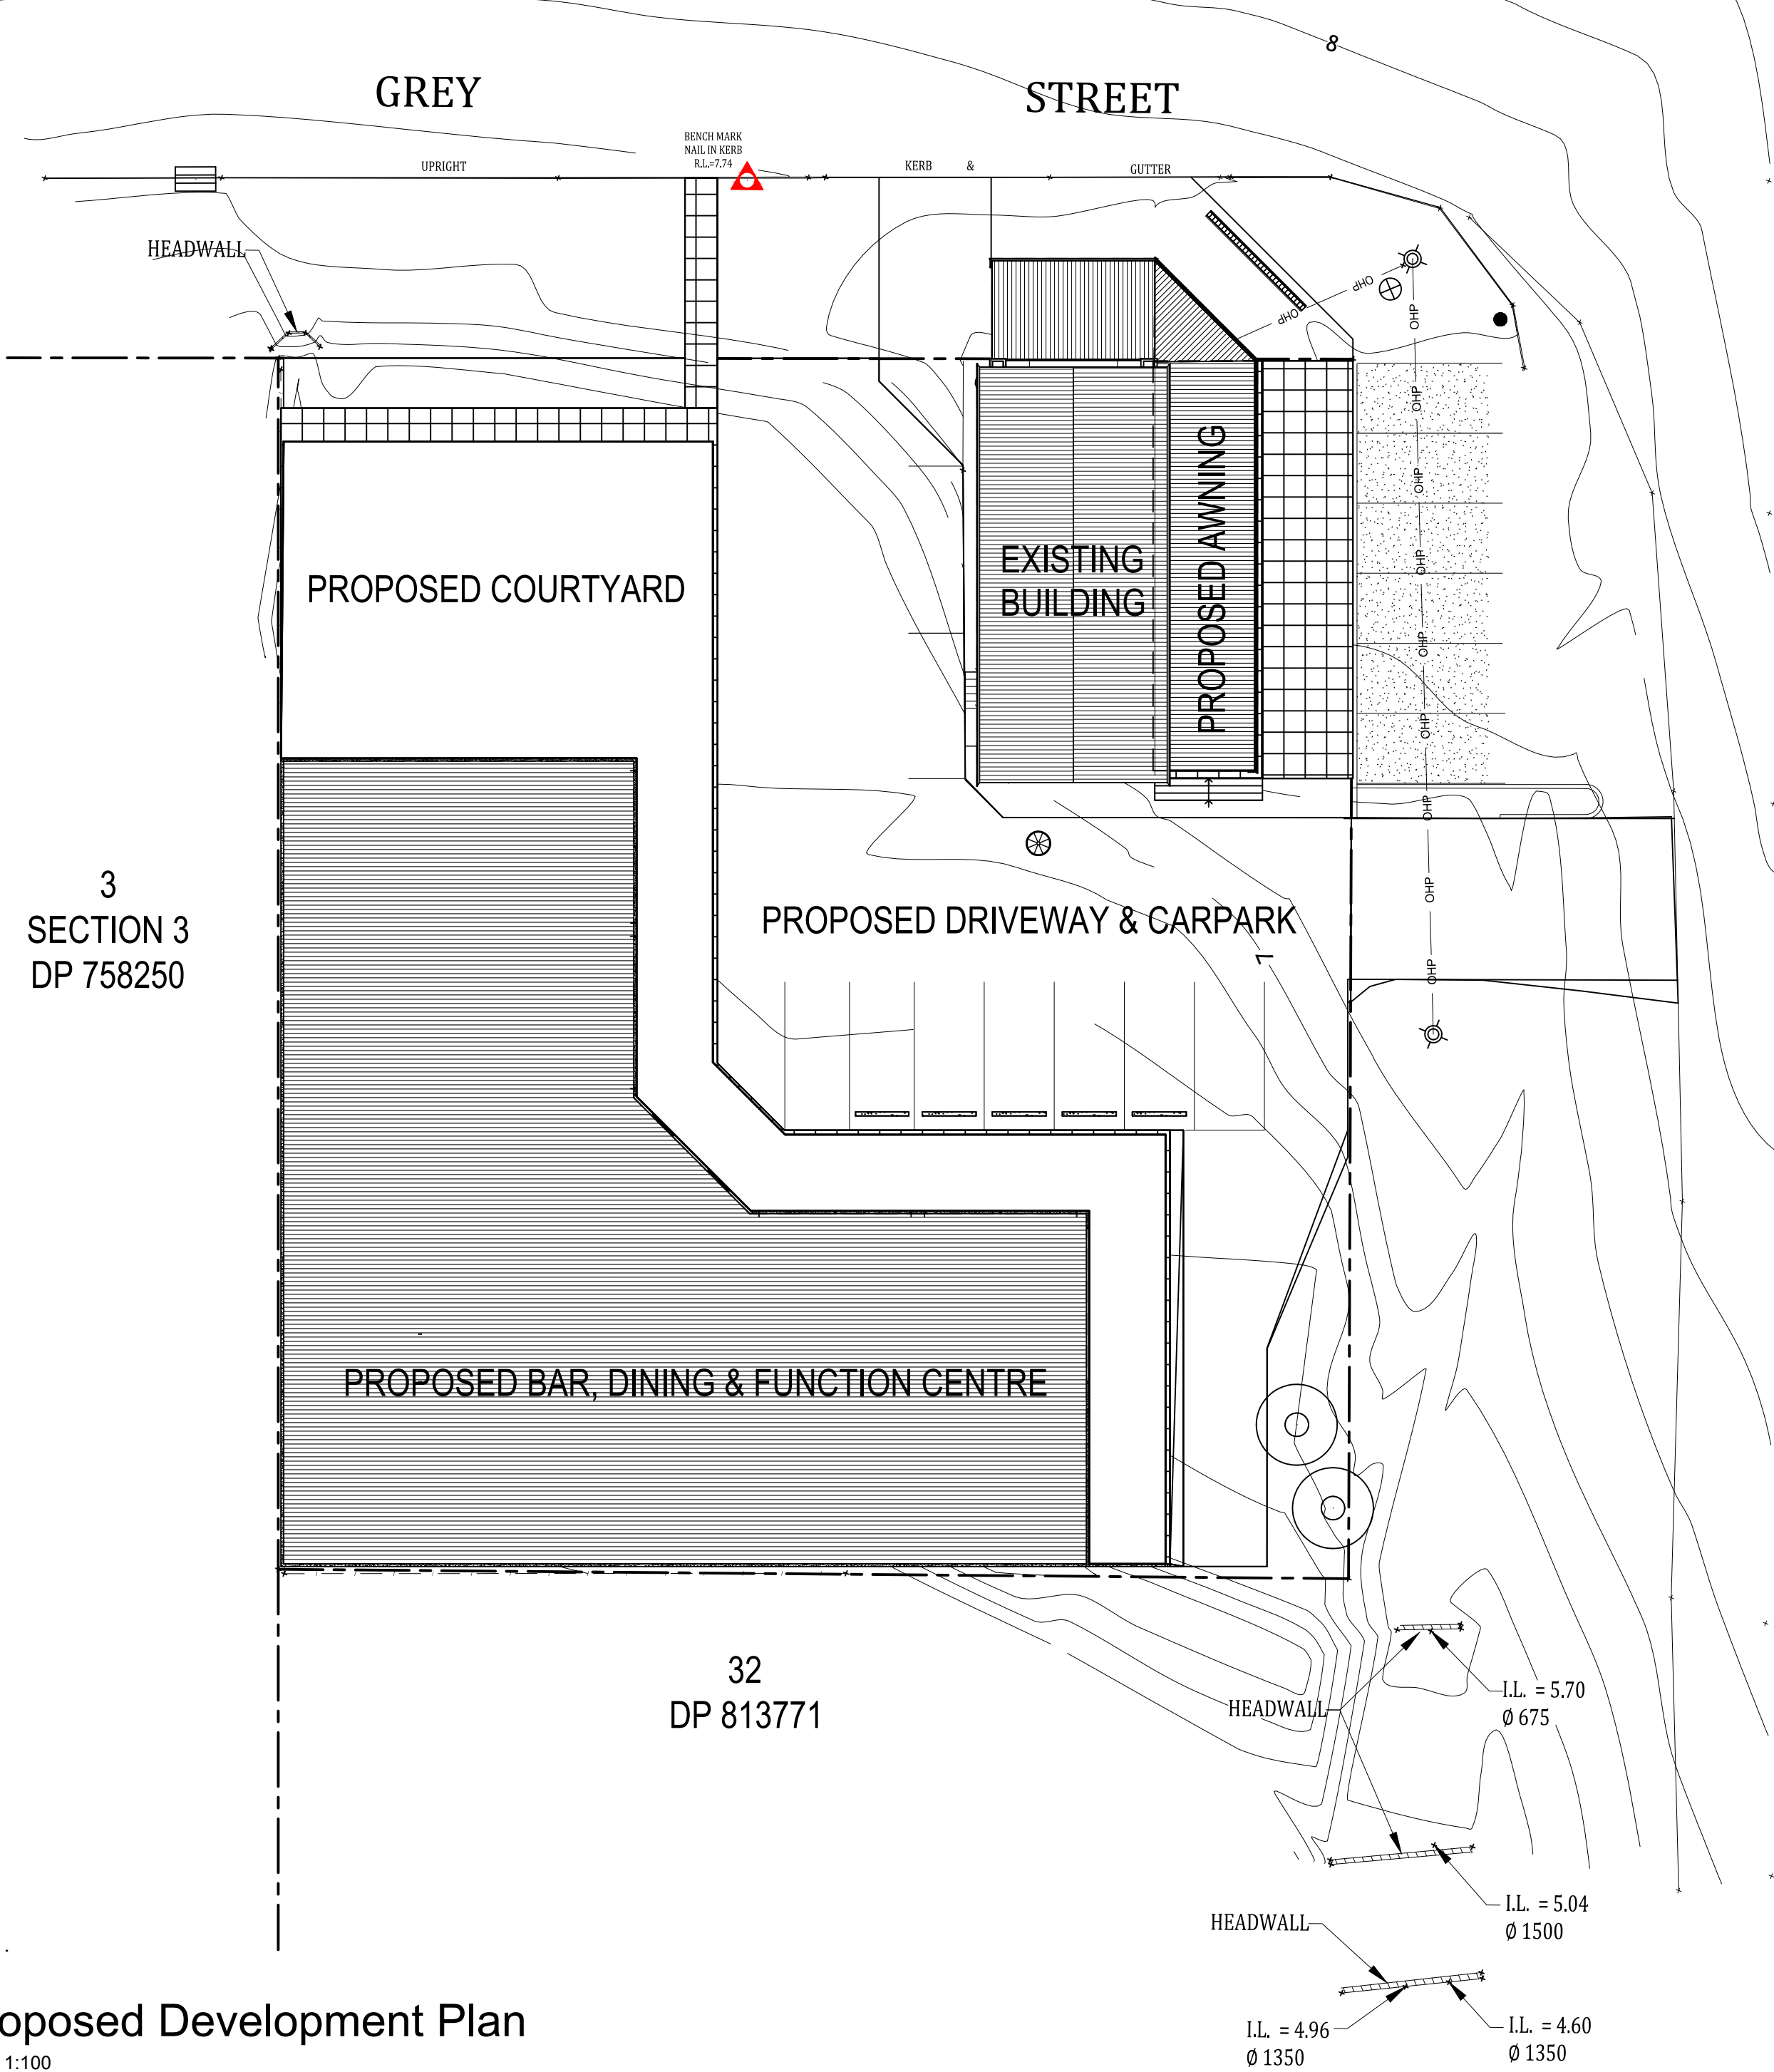 8
GREY STREET
BENCH MARK
NAIL IN KERB
R.L.=7.74
UPRIGHT
KERB & GUTTER
HEADWALL
OHP
OHP
OHP
OHP
OHP
OHP
OHP
OHP
OHP
OHP
OHP
PROPOSED COURTYARD
EXISTING
BUILDING
PROPOSED AWNING
3
SECTION 3
DP 758250
PROPOSED DRIVEWAY & CARPARK
7
PROPOSED BAR, DINING & FUNCTION CENTRE
32
DP 813771
HEADWALL
I.L. = 5.70
Ø 675
I.L. = 5.04
Ø 1500
HEADWALL
I.L. = 4.96
Ø 1350
I.L. = 4.60
Ø 1350
oposed Development Plan
1:100